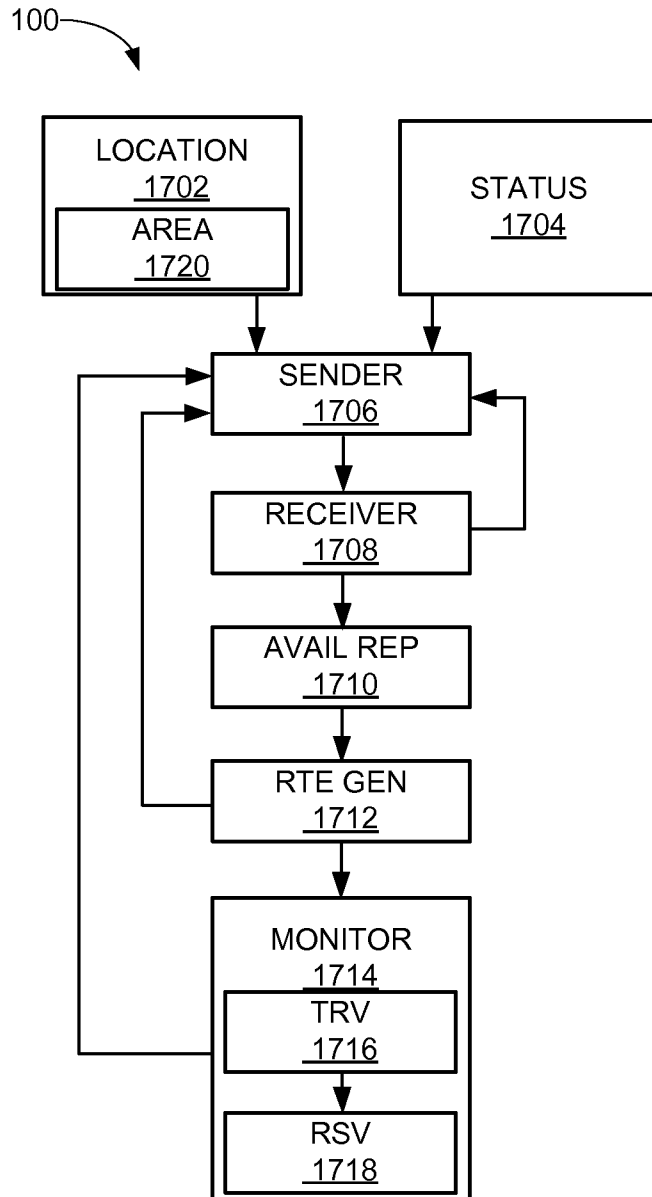 100
LOCATION
1702
AREA
1720
STATUS
1704
SENDER
1706
RECEIVER
1708
AVAIL REP
1710
RTE GEN
1712
MONITOR
1714
TRV
1716
RSV
1718